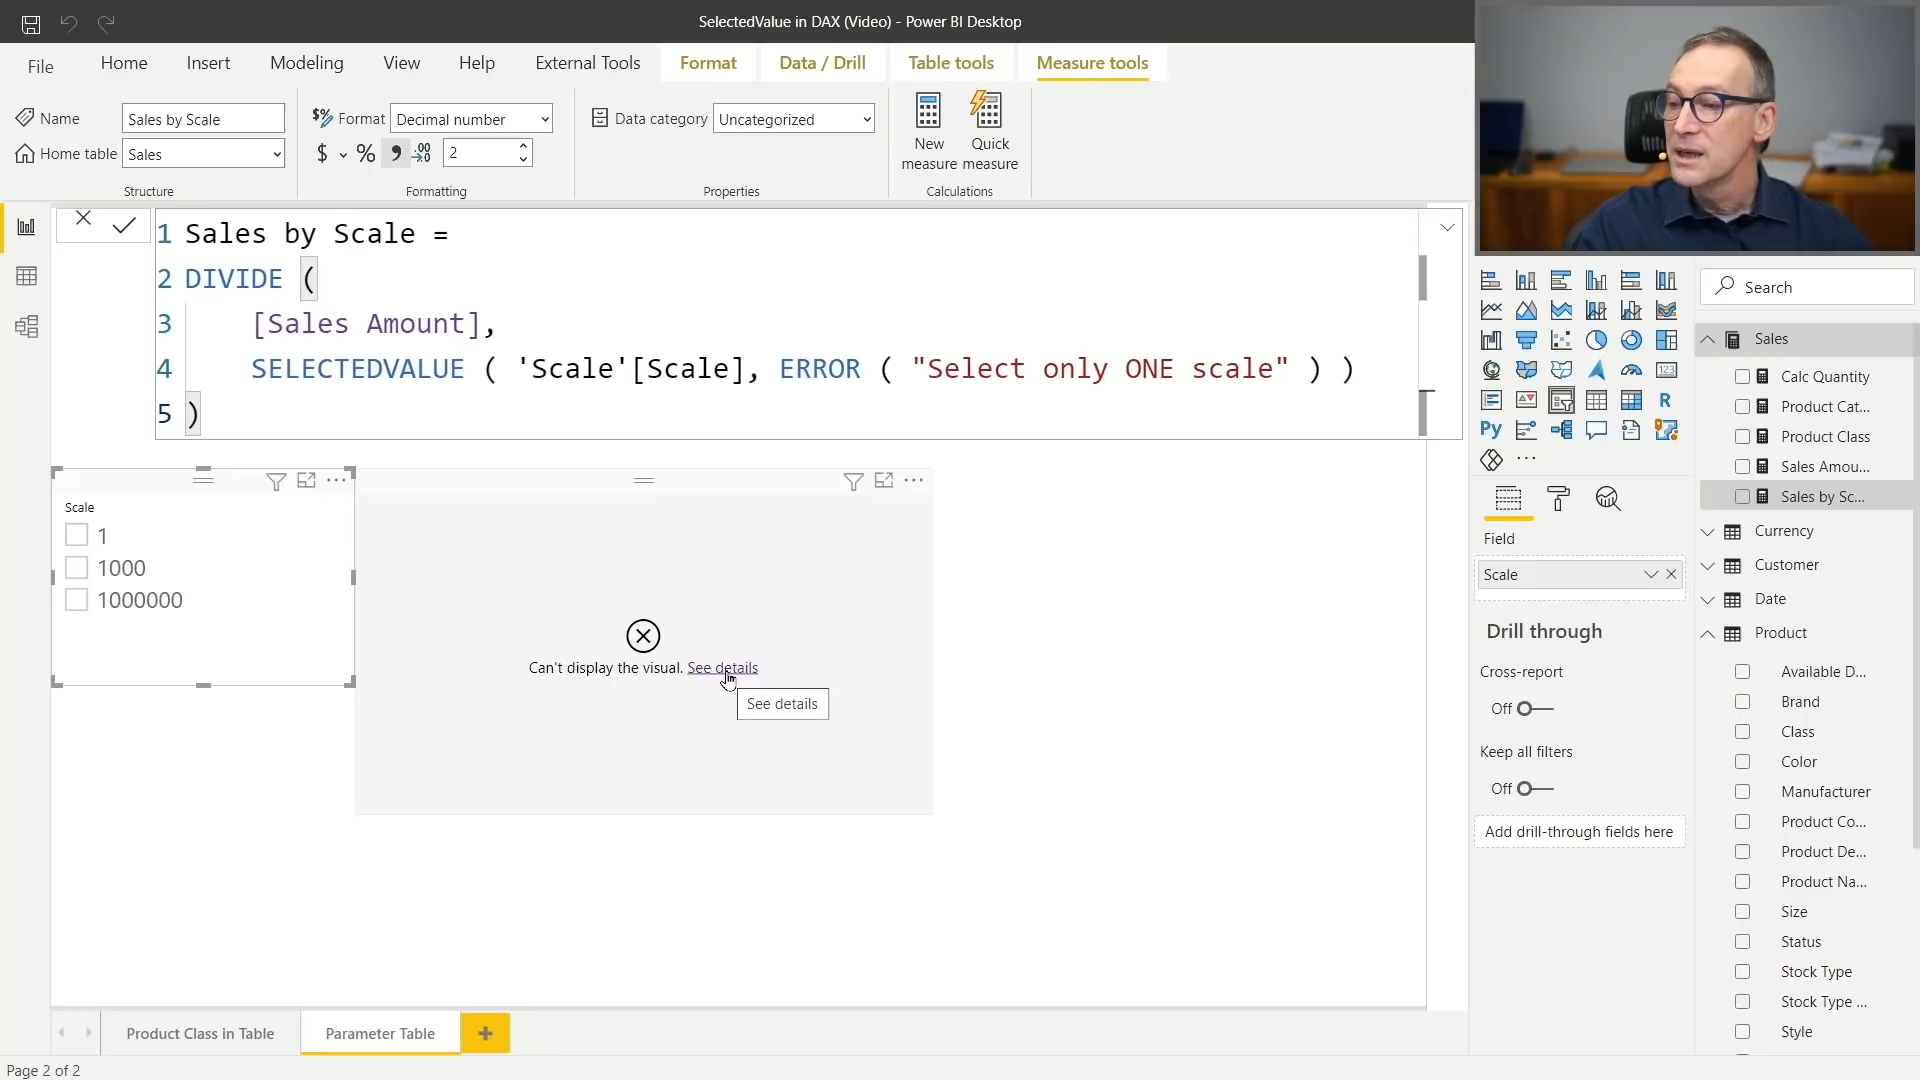 SelectedValue in DAX (Video) - Power BI Desktop
File
Home
Insert
Modeling
View
Help
External Tools
Format
Data / Drill
Table tools
Measure tools
Name
Sales by Scale
Home table
Sales
Structure
Format
Decimal number
$
%
2
Formatting
Data category
Uncategorized
Properties
New
measure
Quick
measure
Calculations
1 Sales by Scale =
2 DIVIDE (
3 [Sales Amount],
4 SELECTEDVALUE ( 'Scale'[Scale], ERROR ( "Select only ONE scale" ) )
5 )
Scale
1
1000
1000000
Can't display the visual. See details
See details
R
Py
123
Field
Scale
Drill through
Cross-report
Off
Keep all filters
Off
Add drill-through fields here
Search
Sales
Calc Quantity
Product Cat...
Product Class
Sales Amou...
Sales by Sc...
Currency
Customer
Date
Product
Available D...
Brand
Class
Color
Manufacturer
Product Co...
Product De...
Product Na...
Size
Status
Stock Type
Stock Type ...
Style
Product Class in Table
Parameter Table
Page 2 of 2